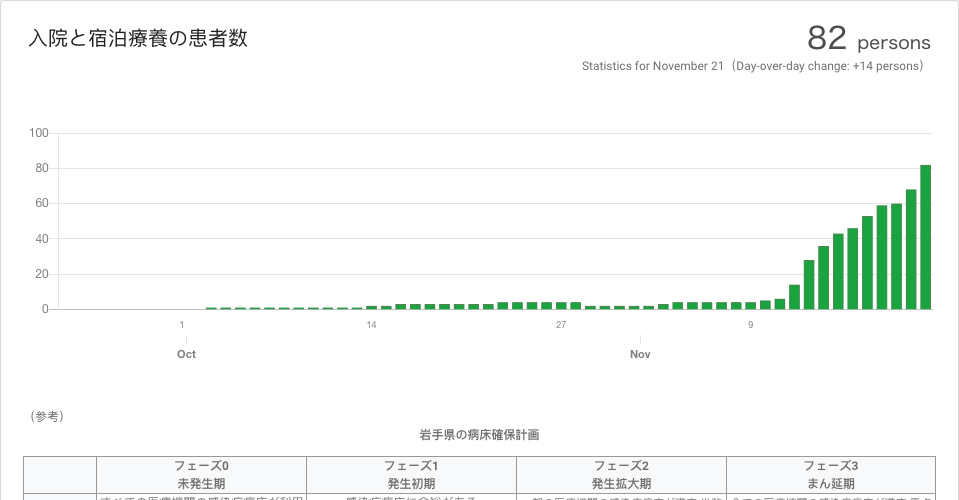 入院と宿泊療養の患者数
82 persons
Statistics for November 21（Day-over-day change: +14 persons）
100
80
60
40
20
0
1 14 27 9
Oct Nov
（参考）
岩手県の病床確保計画
フェーズ0 フェーズ1 フェーズ2 フェーズ3
未発生期 発生初期 発生拡大期 まん延期